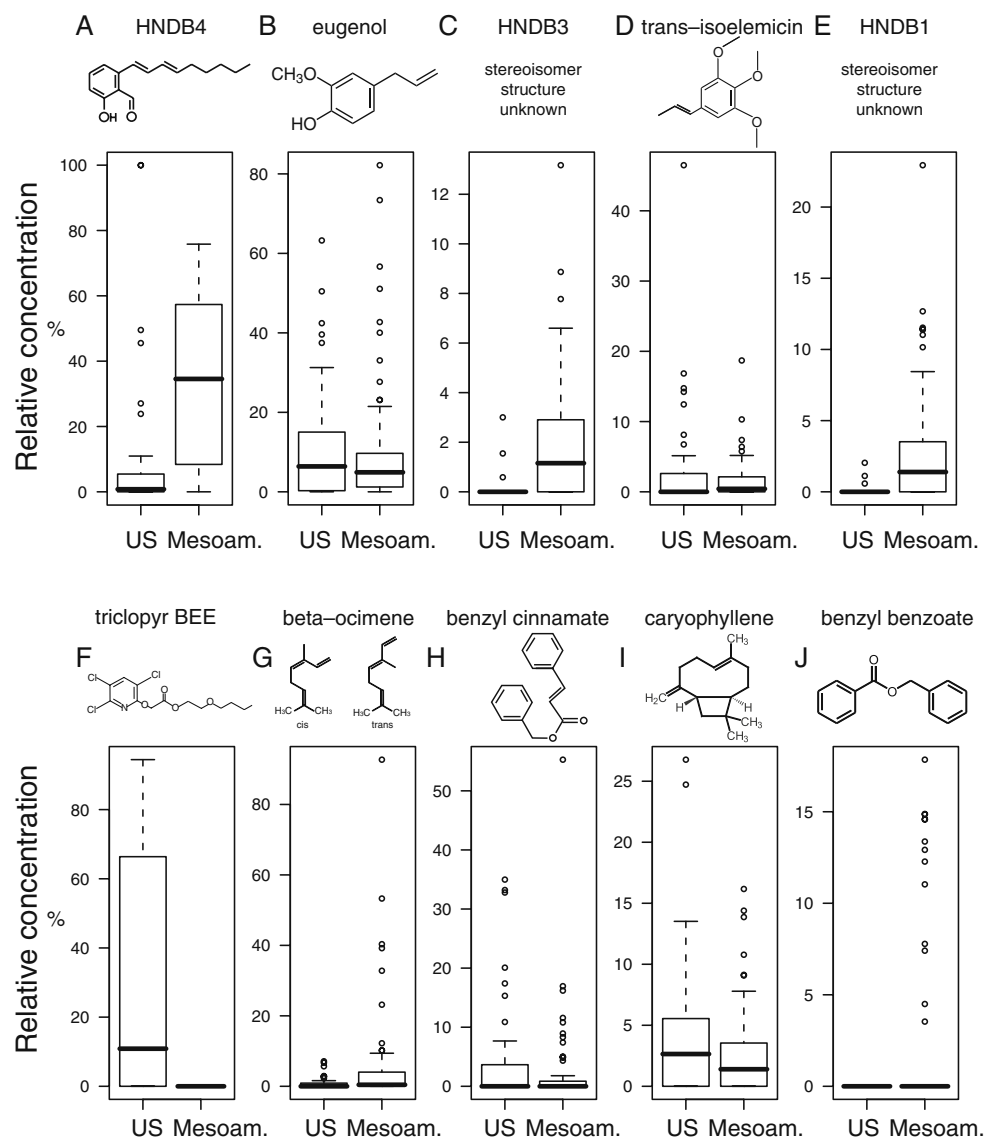 A HNDB4 B eugenol C HNDB3 D trans–isoelemicin E HNDB1
OH O
CH₃O HO
stereoisomer
structure
unknown
O O O
stereoisomer
structure
unknown
Relative concentration
%
100 80 60 40 20 0
80 60 40 20 0
12 10 8 6 4 2 0
40 30 20 10 0
20 15 10 5 0
US Mesoam. US Mesoam. US Mesoam. US Mesoam. US Mesoam.
triclopyr BEE beta–ocimene benzyl cinnamate caryophyllene benzyl benzoate
F G H I J
Cl Cl Cl N O O O O
H₃C CH₃ cis
H₃C CH₃ trans
O O
CH₃ H₂C H H CH₃ CH₃
O O
Relative concentration
%
80 60 40 20 0
80 60 40 20 0
50 40 30 20 10 0
25 20 15 10 5 0
15 10 5 0
US Mesoam. US Mesoam. US Mesoam. US Mesoam. US Mesoam.